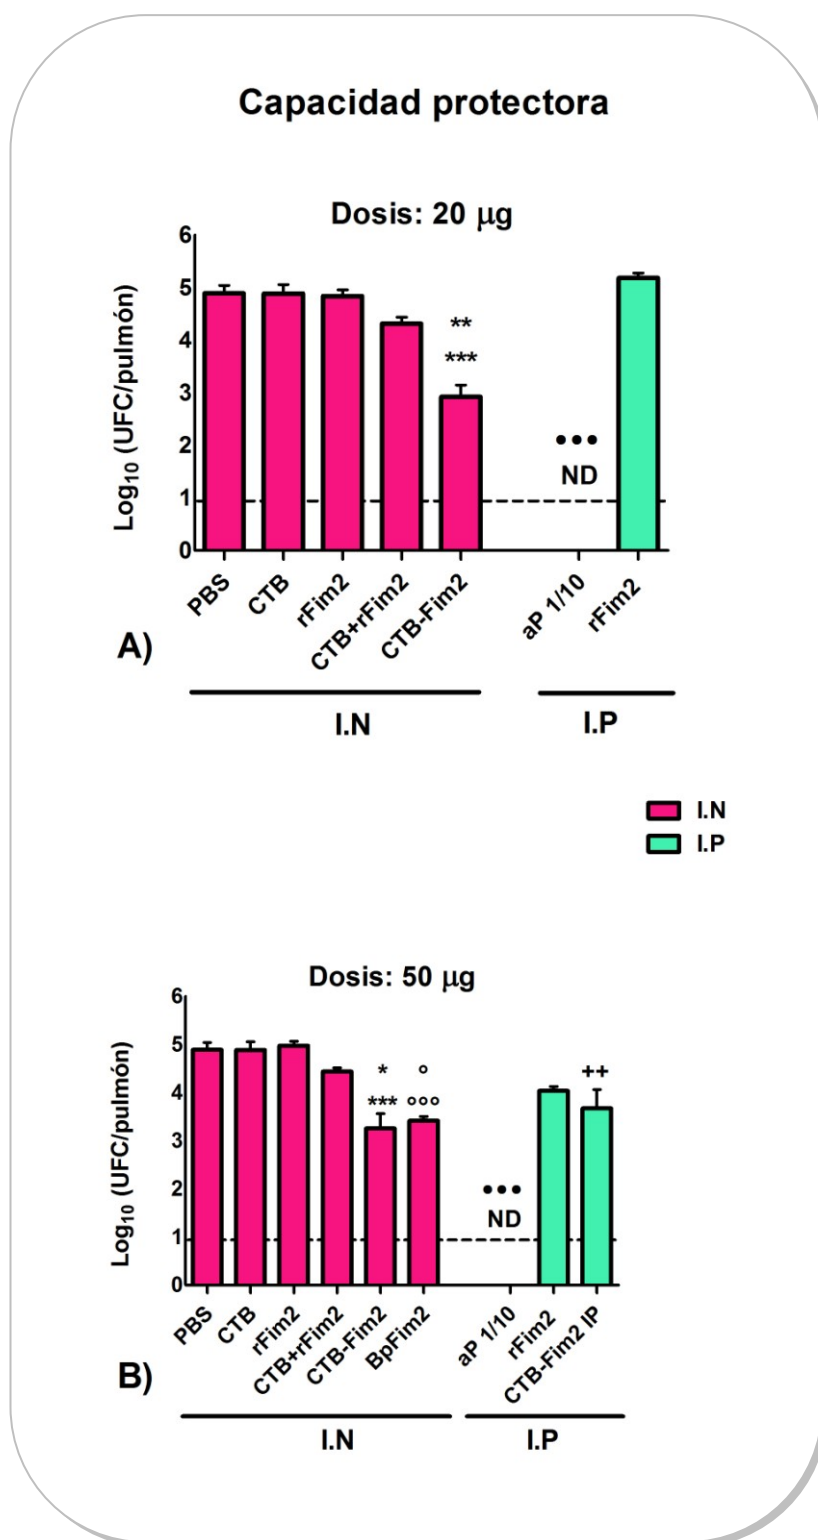 Capacidad protectora
Dosis: 20 μg
Log10 (UFC/pulmón)
6
5
4
3
2
1
0
**
***
•••
ND
PBS
CTB
rFim2
CTB+rFim2
CTB-Fim2
aP 1/10
rFim2
A)
I.N
I.P
I.N
I.P
Dosis: 50 μg
Log10 (UFC/pulmón)
6
5
4
3
2
1
0
*
***
°
°°°
•••
ND
++
PBS
CTB
rFim2
CTB+rFim2
CTB-Fim2
BpFim2
aP 1/10
rFim2
CTB-Fim2 IP
B)
I.N
I.P